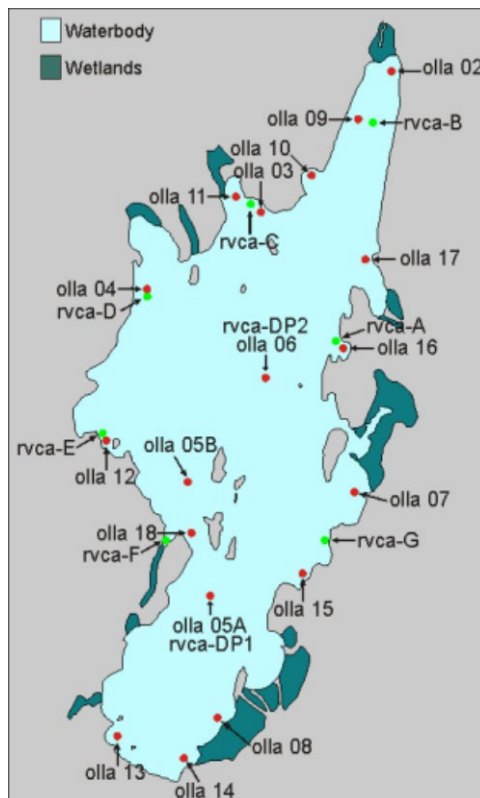 Waterbody
Wetlands
olla 02
olla 09
rvca-B
olla 10
olla 03
olla 11
rvca-C
olla 17
olla 04
rvca-D
rvca-A
rvca-DP2
olla 06
olla 16
rvca-E
olla 12
olla 05B
olla 07
olla 18
rvca-F
rvca-G
olla 15
olla 05A
rvca-DP1
olla 08
olla 13
olla 14